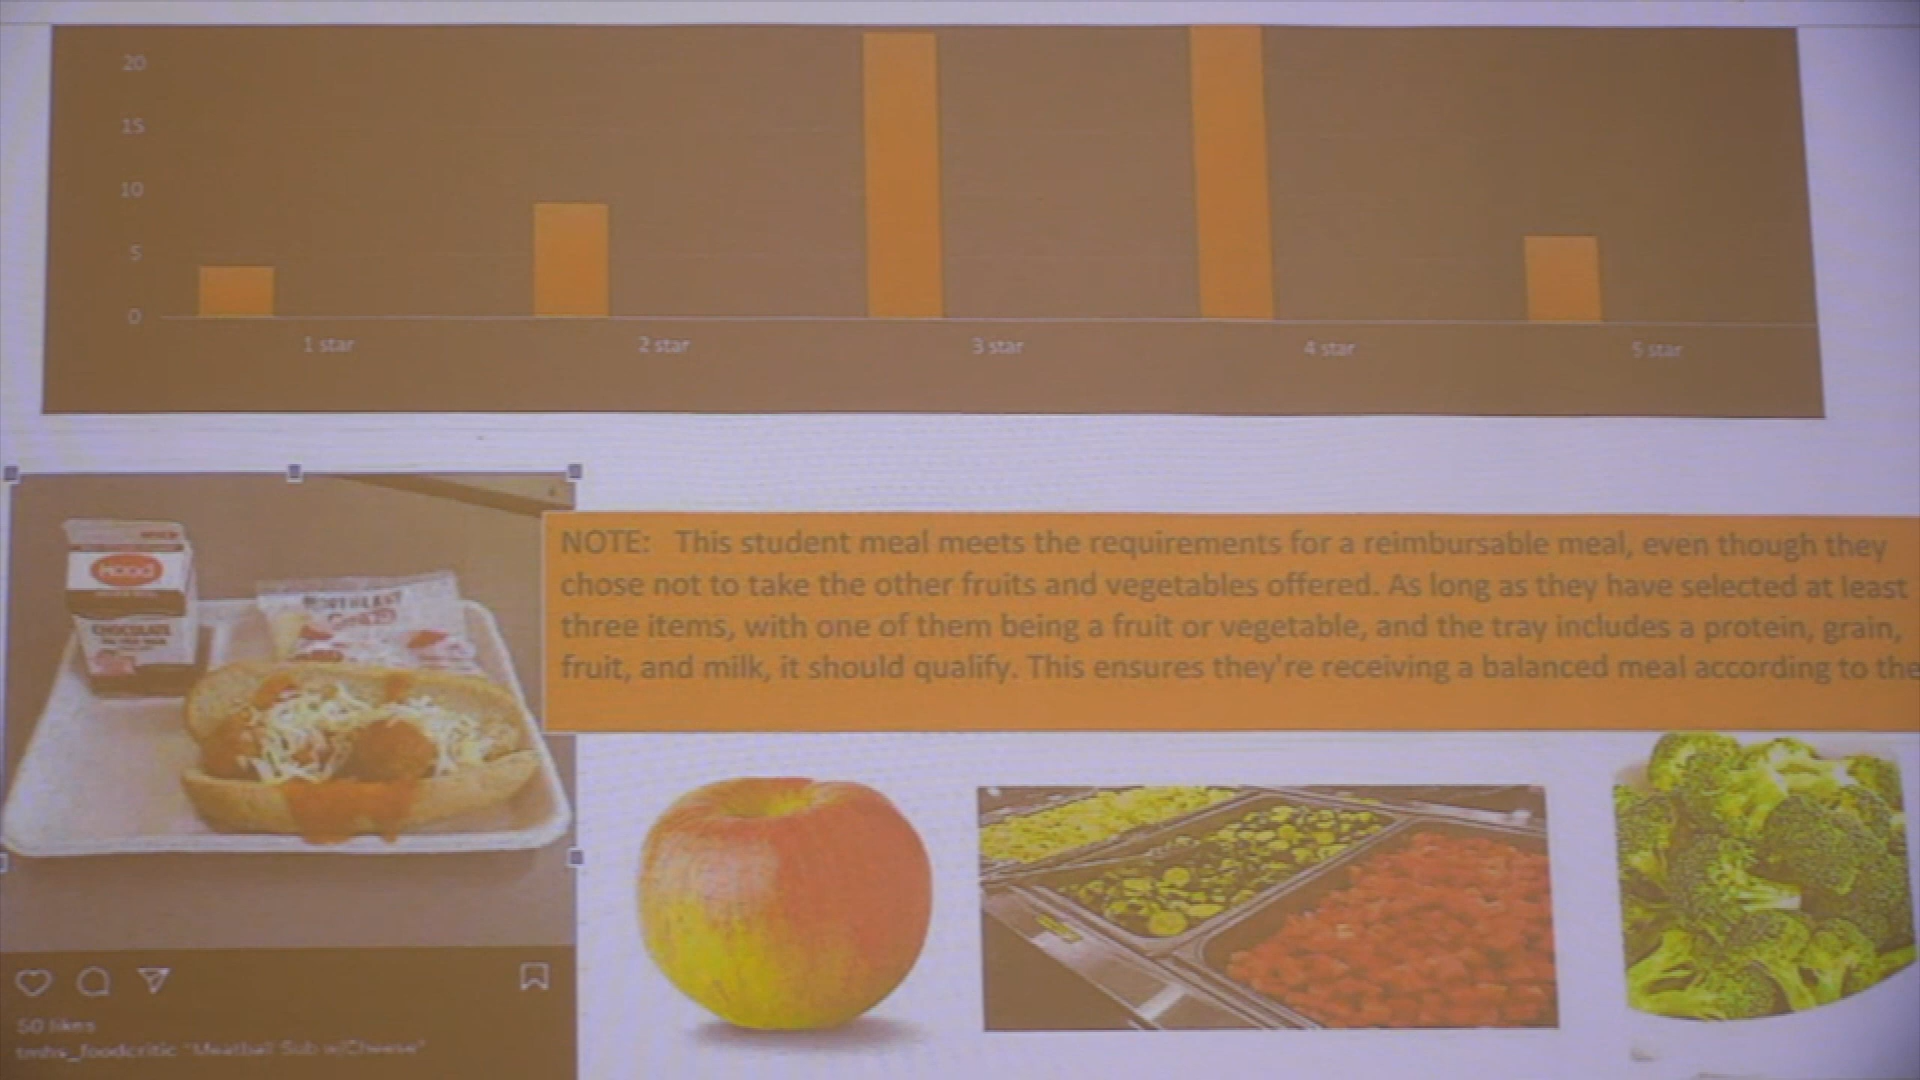 20
15
10
5
0
1 star
2 star
3 star
4 star
5 star
NOTE: This student meal meets the requirements for a reimbursable meal, even though they
chose not to take the other fruits and vegetables offered. As long as they have selected at least
three items, with one of them being a fruit or vegetable, and the tray includes a protein, grain,
fruit, and milk, it should qualify. This ensures they're receiving a balanced meal according to the
Hood
CHOCOLATE
50 likes
tmhs_foodcritic "Meatball Sub w/Cheese"